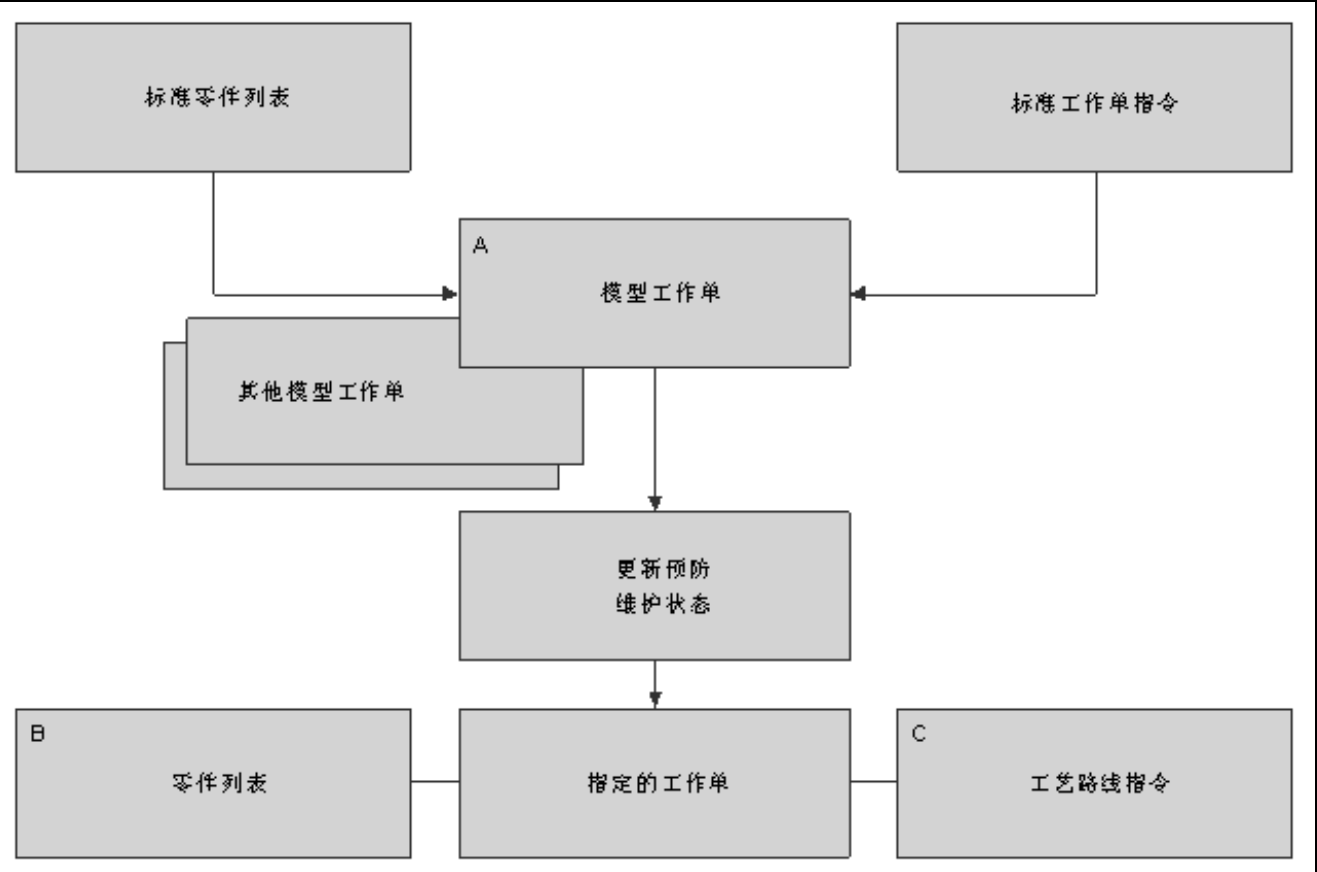 标准零件列表
标准工作单指令
A
模型工作单
其他模型工作单
更新预防
维护状态
B
零件列表
指定的工作单
C
工艺路线指令